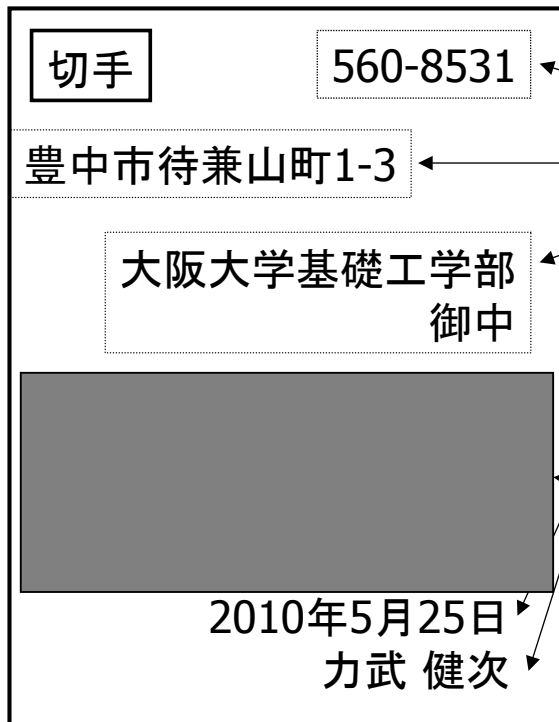 切手
560-8531
豊中市待兼山町1-3
大阪大学基礎工学部
御中
2010年5月25日
力武 健次